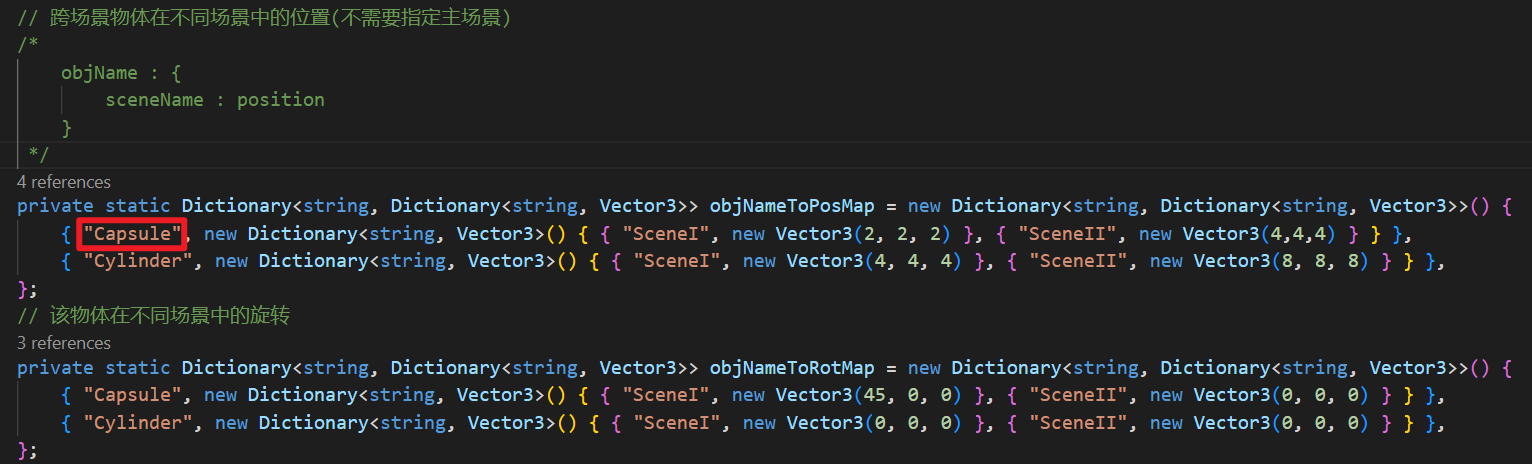 // 跨场景物体在不同场景中的位置(不需要指定主场景)
/*
    objName : {
        sceneName : position
    }
 */
4 references
private static Dictionary<string, Dictionary<string, Vector3>> objNameToPosMap = new Dictionary<string, Dictionary<string, Vector3>>() {
    { "Capsule", new Dictionary<string, Vector3>() { { "SceneI", new Vector3(2, 2, 2) }, { "SceneII", new Vector3(4,4,4) } } },
    { "Cylinder", new Dictionary<string, Vector3>() { { "SceneI", new Vector3(4, 4, 4) }, { "SceneII", new Vector3(8, 8, 8) } } },
};
// 该物体在不同场景中的旋转
3 references
private static Dictionary<string, Dictionary<string, Vector3>> objNameToRotMap = new Dictionary<string, Dictionary<string, Vector3>>() {
    { "Capsule", new Dictionary<string, Vector3>() { { "SceneI", new Vector3(45, 0, 0) }, { "SceneII", new Vector3(0, 0, 0) } } },
    { "Cylinder", new Dictionary<string, Vector3>() { { "SceneI", new Vector3(0, 0, 0) }, { "SceneII", new Vector3(0, 0, 0) } } },
};